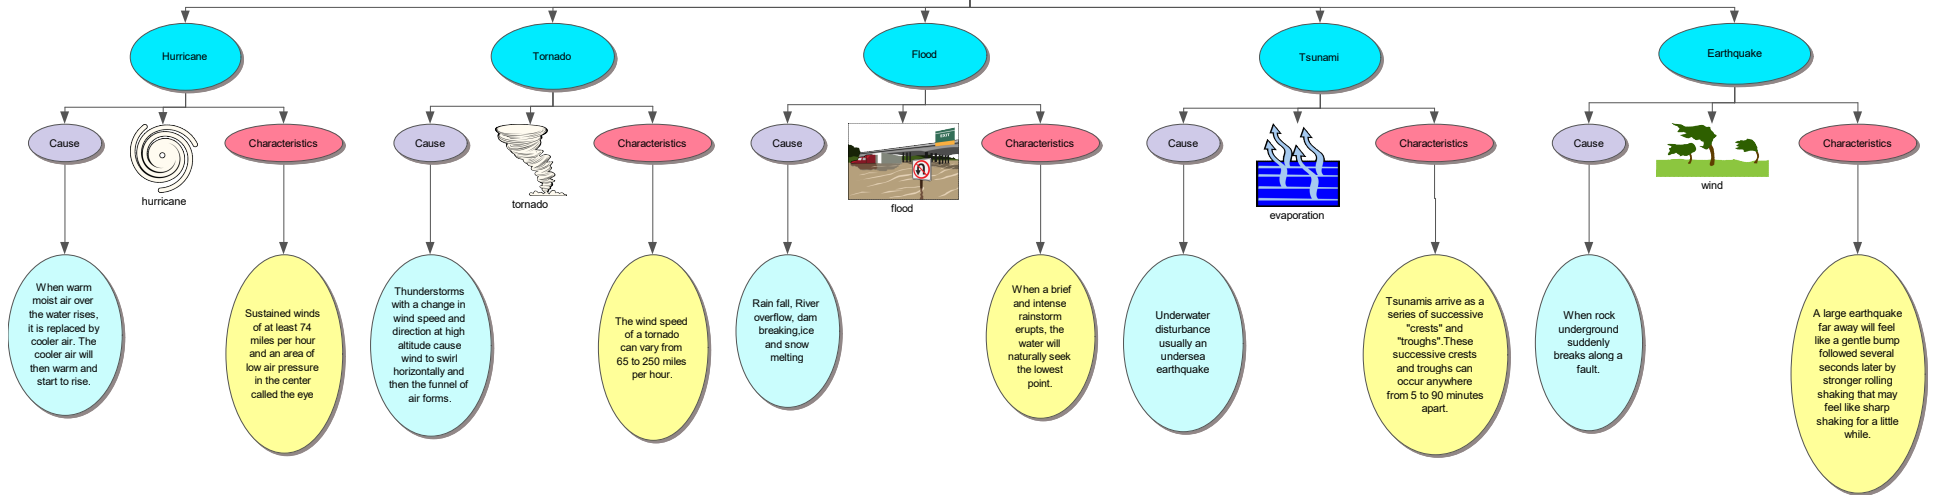 Hurricane
Tornado
Flood
Tsunami
Earthquake
Cause
hurricane
Characteristics
Cause
tornado
Characteristics
Cause
EXIT
flood
Characteristics
Cause
evaporation
Characteristics
Cause
wind
Characteristics
When warm
moist air over
the water rises,
it is replaced by
cooler air. The
cooler air will
then warm and
start to rise.
Sustained winds
of at least 74
miles per hour
and an area of
low air pressure
in the center
called the eye
Thunderstorms
with a change in
wind speed and
direction at high
altitude cause
wind to swirl
horizontally and
then the funnel of
air forms.
The wind speed
of a tornado
can vary from
65 to 250 miles
per hour.
Rain fall, River
overflow, dam
breaking,ice
and snow
melting
When a brief
and intense
rainstorm
erupts, the
water will
naturally seek
the lowest
point.
Underwater
disturbance
usually an
undersea
earthquake
Tsunamis arrive as a
series of successive
"crests" and
"troughs".These
successive crests
and troughs can
occur anywhere
from 5 to 90 minutes
apart.
When rock
underground
suddenly
breaks along a
fault.
A large earthquake
far away will feel
like a gentle bump
followed several
seconds later by
stronger rolling
shaking that may
feel like sharp
shaking for a little
while.